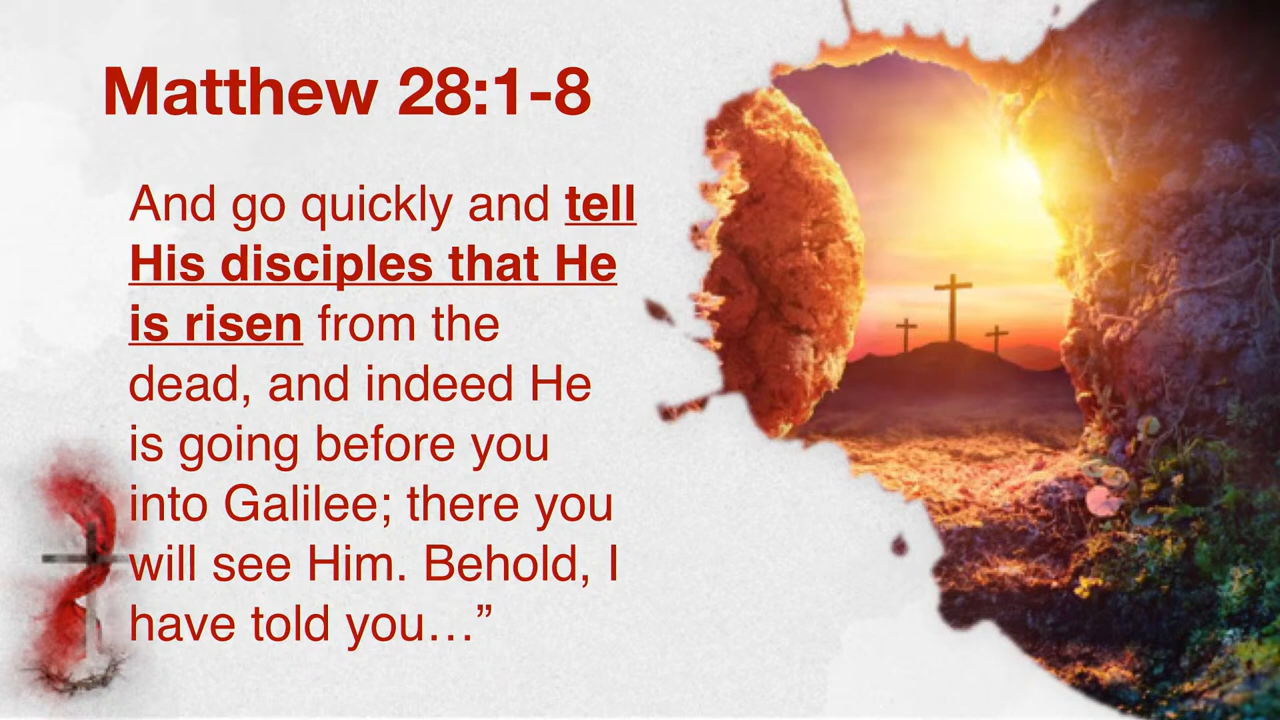 Matthew 28:1-8
And go quickly and tell
His disciples that He
is risen from the
dead, and indeed He
is going before you
into Galilee; there you
will see Him. Behold, I
have told you…”